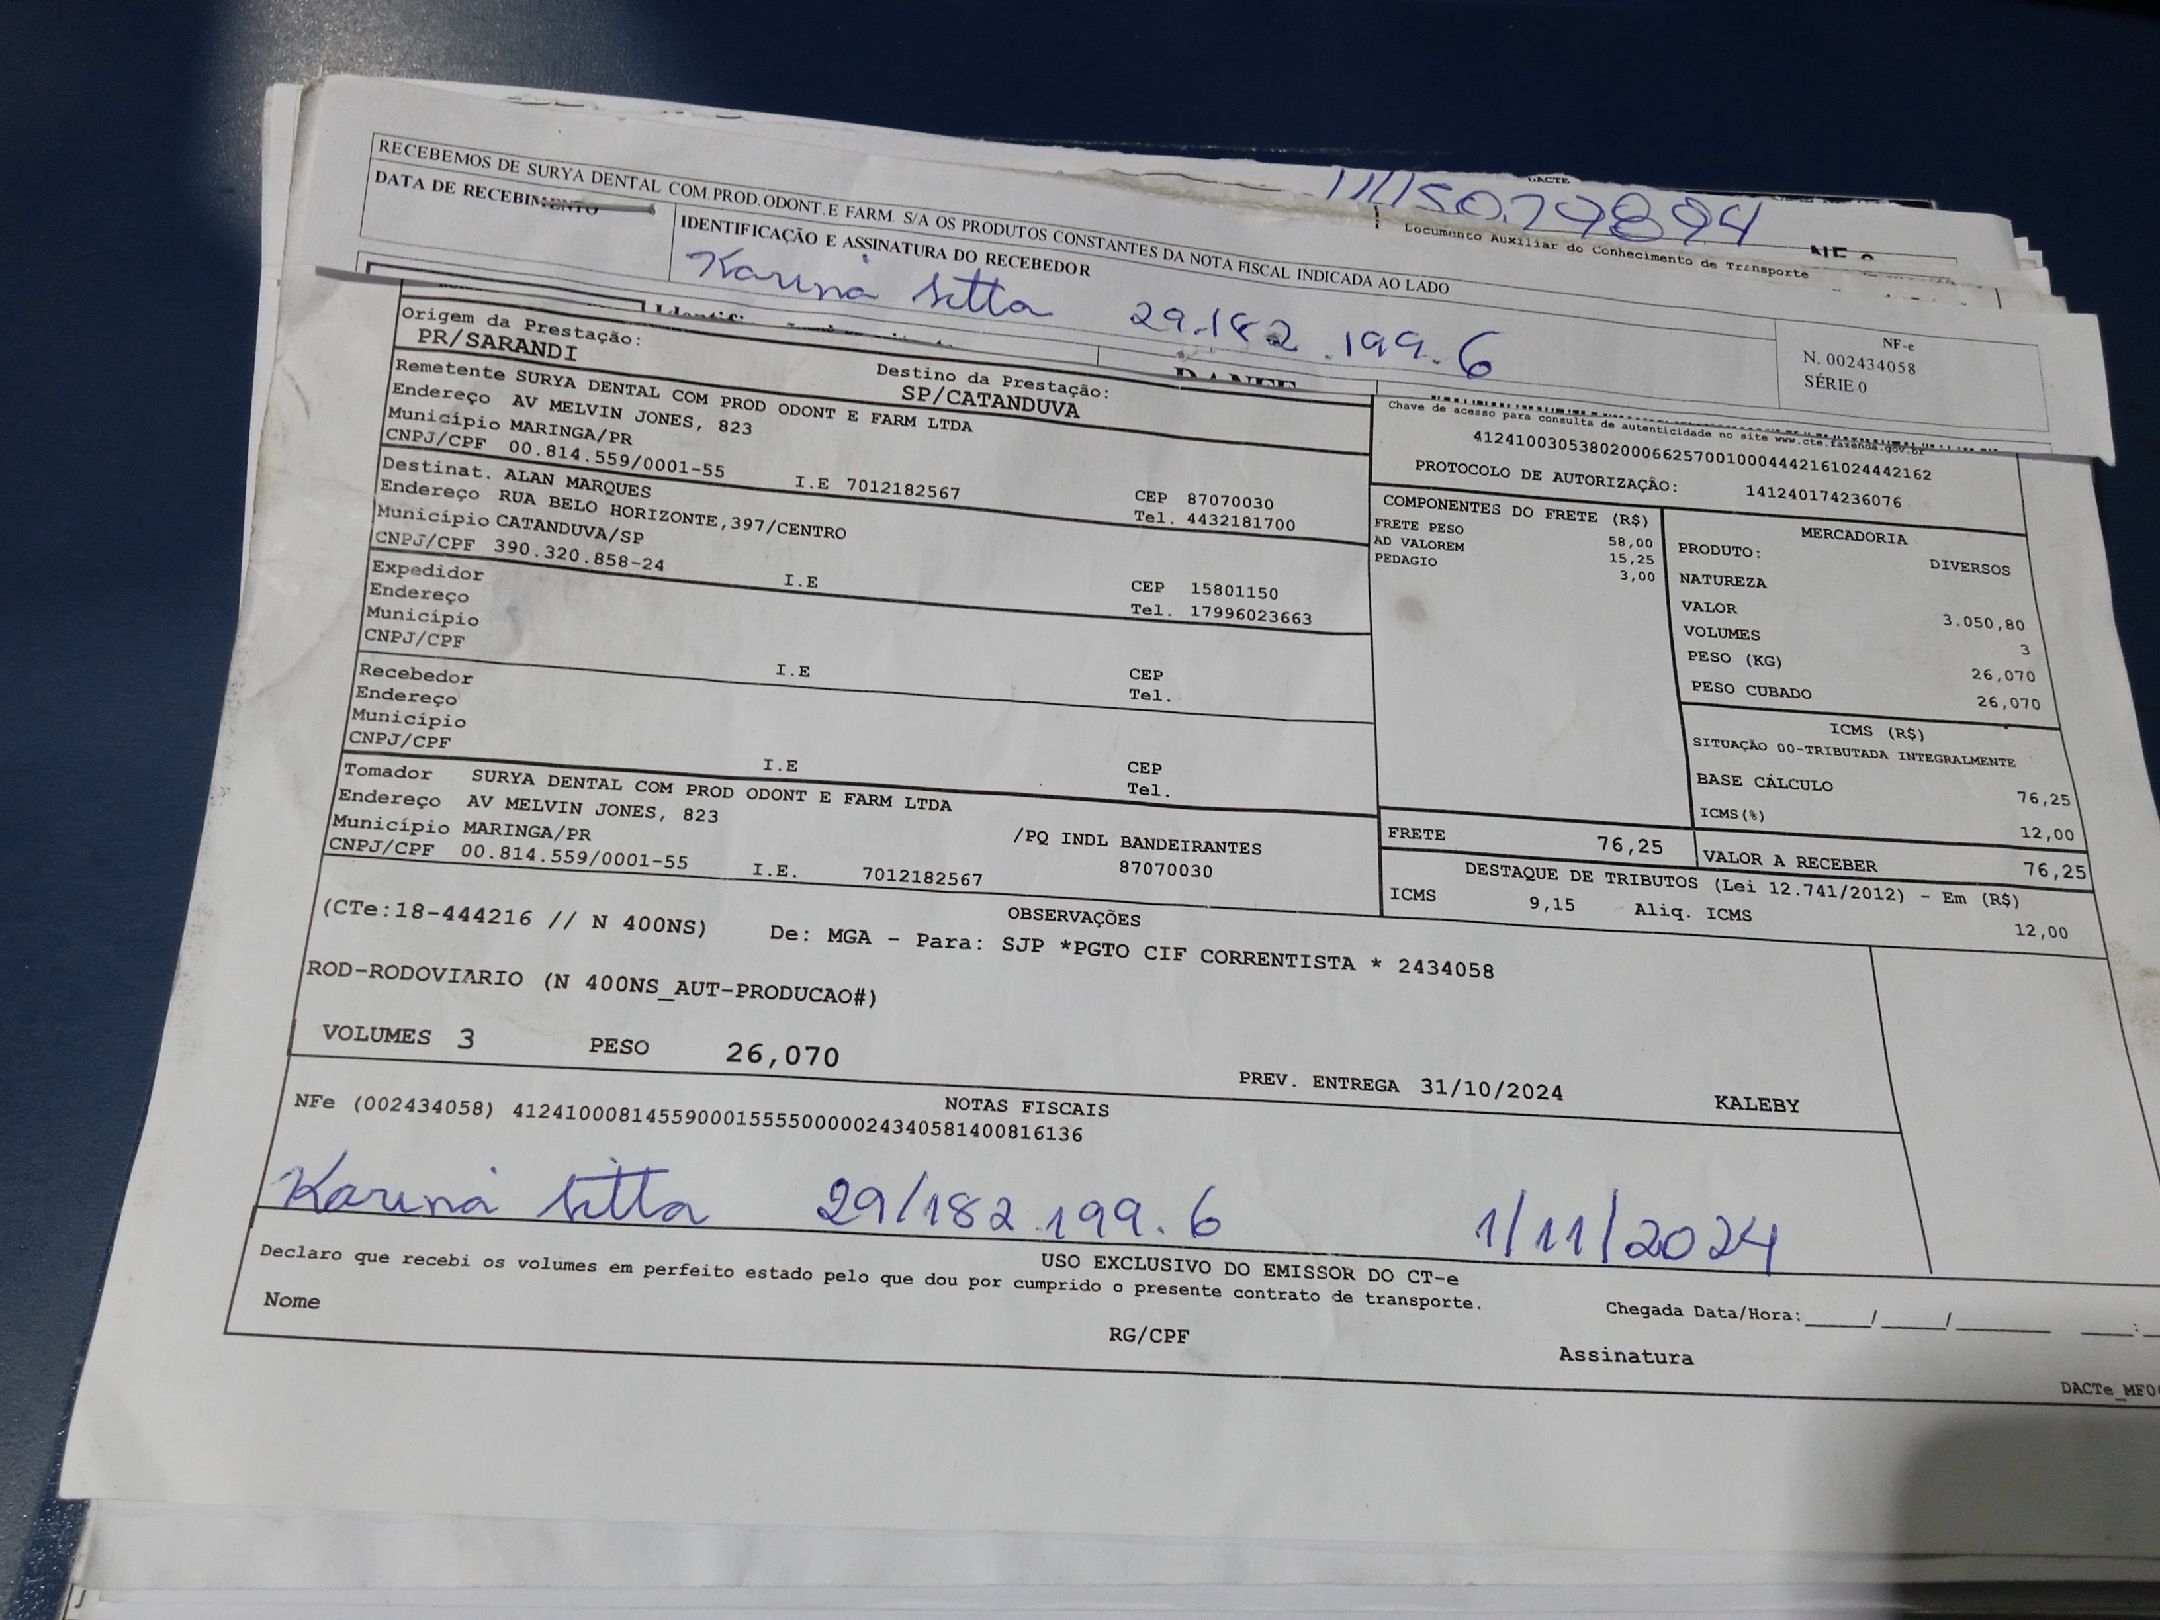 RECEBEMOS DE SURYA DENTAL COM.PROD.ODONT.E FARM. S/A OS PRODUTOS CONSTANTES DA NOTA FISCAL INDICADA AO LADO
DATA DE RECEBIMENTO
IDENTIFICAÇÃO E ASSINATURA DO RECEBEDOR
Karina Sitta 29.182.199.6
NF-e
N. 002434058
SÉRIE 0
DACTE
Documento Auxiliar do Conhecimento de Transporte
Origem da Prestação:
PR/SARANDI
Destino da Prestação:
SP/CATANDUVA
Remetente SURYA DENTAL COM PROD ODONT E FARM LTDA
Endereço AV MELVIN JONES, 823
Município MARINGA/PR
CEP 87070030
CNPJ/CPF 00.814.559/0001-55 I.E 7012182567 Tel. 4432181700
Destinat. ALAN MARQUES
Endereço RUA BELO HORIZONTE,397/CENTRO
Município CATANDUVA/SP
CEP 15801150
CNPJ/CPF 390.320.858-24 I.E Tel. 17996023663
Expedidor
Endereço
Município CEP
CNPJ/CPF I.E Tel.
Recebedor
Endereço
Município CEP
CNPJ/CPF I.E Tel.
Tomador SURYA DENTAL COM PROD ODONT E FARM LTDA
Endereço AV MELVIN JONES, 823 /PQ INDL BANDEIRANTES
Município MARINGA/PR 87070030
CNPJ/CPF 00.814.559/0001-55 I.E. 7012182567
Chave de acesso para consulta de autenticidade no site www.cte.fazenda.gov.br
41241003053802000662570010004442161024442162
PROTOCOLO DE AUTORIZAÇÃO: 141240174236076
COMPONENTES DO FRETE (R$)
FRETE PESO 58,00
AD VALOREM 15,25
PEDAGIO 3,00
MERCADORIA
PRODUTO: DIVERSOS
NATUREZA
VALOR 3.050,80
VOLUMES 3
PESO (KG) 26,070
PESO CUBADO 26,070
ICMS (R$)
SITUAÇÃO 00-TRIBUTADA INTEGRALMENTE
BASE CÁLCULO 76,25
ICMS(%) 12,00
FRETE 76,25 VALOR A RECEBER 76,25
DESTAQUE DE TRIBUTOS (Lei 12.741/2012) - Em (R$)
ICMS 9,15 Aliq. ICMS 12,00
OBSERVAÇÕES
(CTe:18-444216 // N 400NS) De: MGA - Para: SJP *PGTO CIF CORRENTISTA * 2434058
ROD-RODOVIARIO (N 400NS_AUT-PRODUCAO#)
VOLUMES 3 PESO 26,070 PREV. ENTREGA 31/10/2024 KALEBY
NOTAS FISCAIS
NFe (002434058) 41241000814559000155550000024340581400816136
Karina Sitta 29/182.199.6 1/11/2024
USO EXCLUSIVO DO EMISSOR DO CT-e
Declaro que recebi os volumes em perfeito estado pelo que dou por cumprido o presente contrato de transporte.
Chegada Data/Hora:____/____/______ ___:
Nome RG/CPF Assinatura